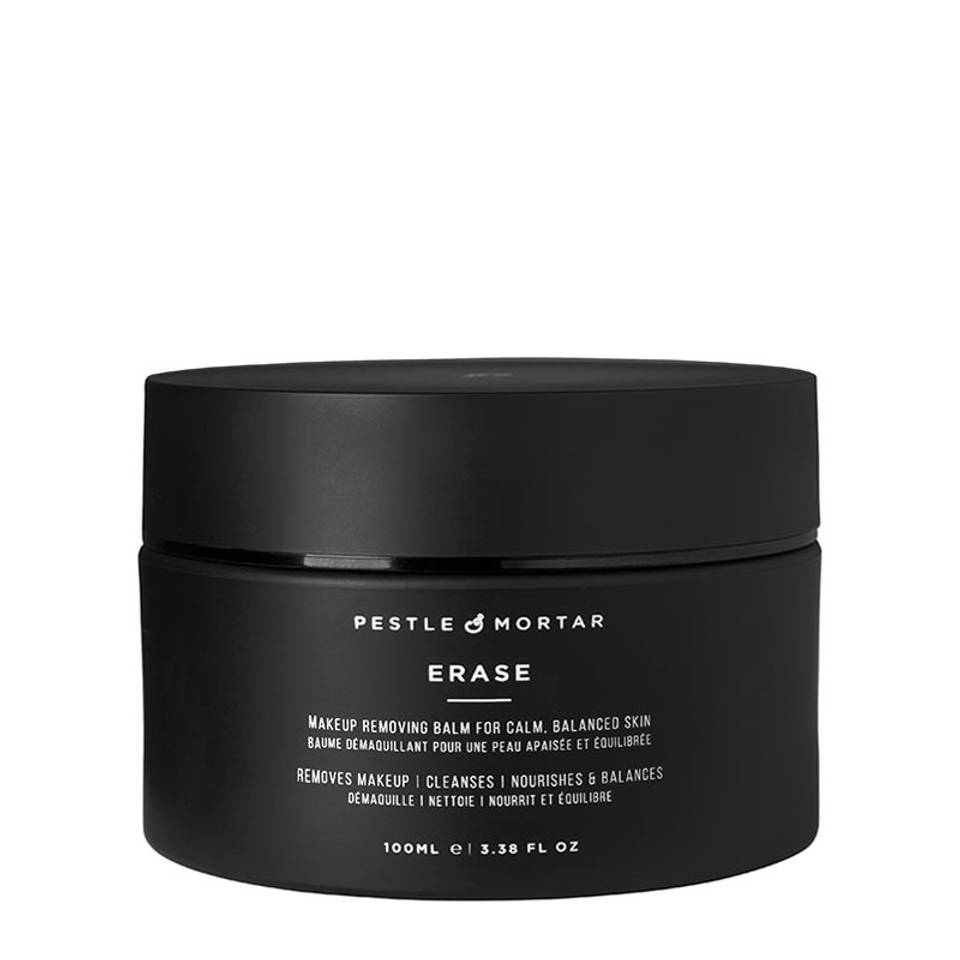 PESTLE & MORTAR
ERASE
MAKEUP REMOVING BALM FOR CALM, BALANCED SKIN
BAUME DÉMAQUILLANT POUR UNE PEAU APAISÉE ET ÉQUILIBRÉE
REMOVES MAKEUP | CLEANSES | NOURISHES & BALANCES
DÉMAQUILLE | NETTOIE | NOURRIT ET ÉQUILIBRE
100ML ℮ | 3.38 FL OZ